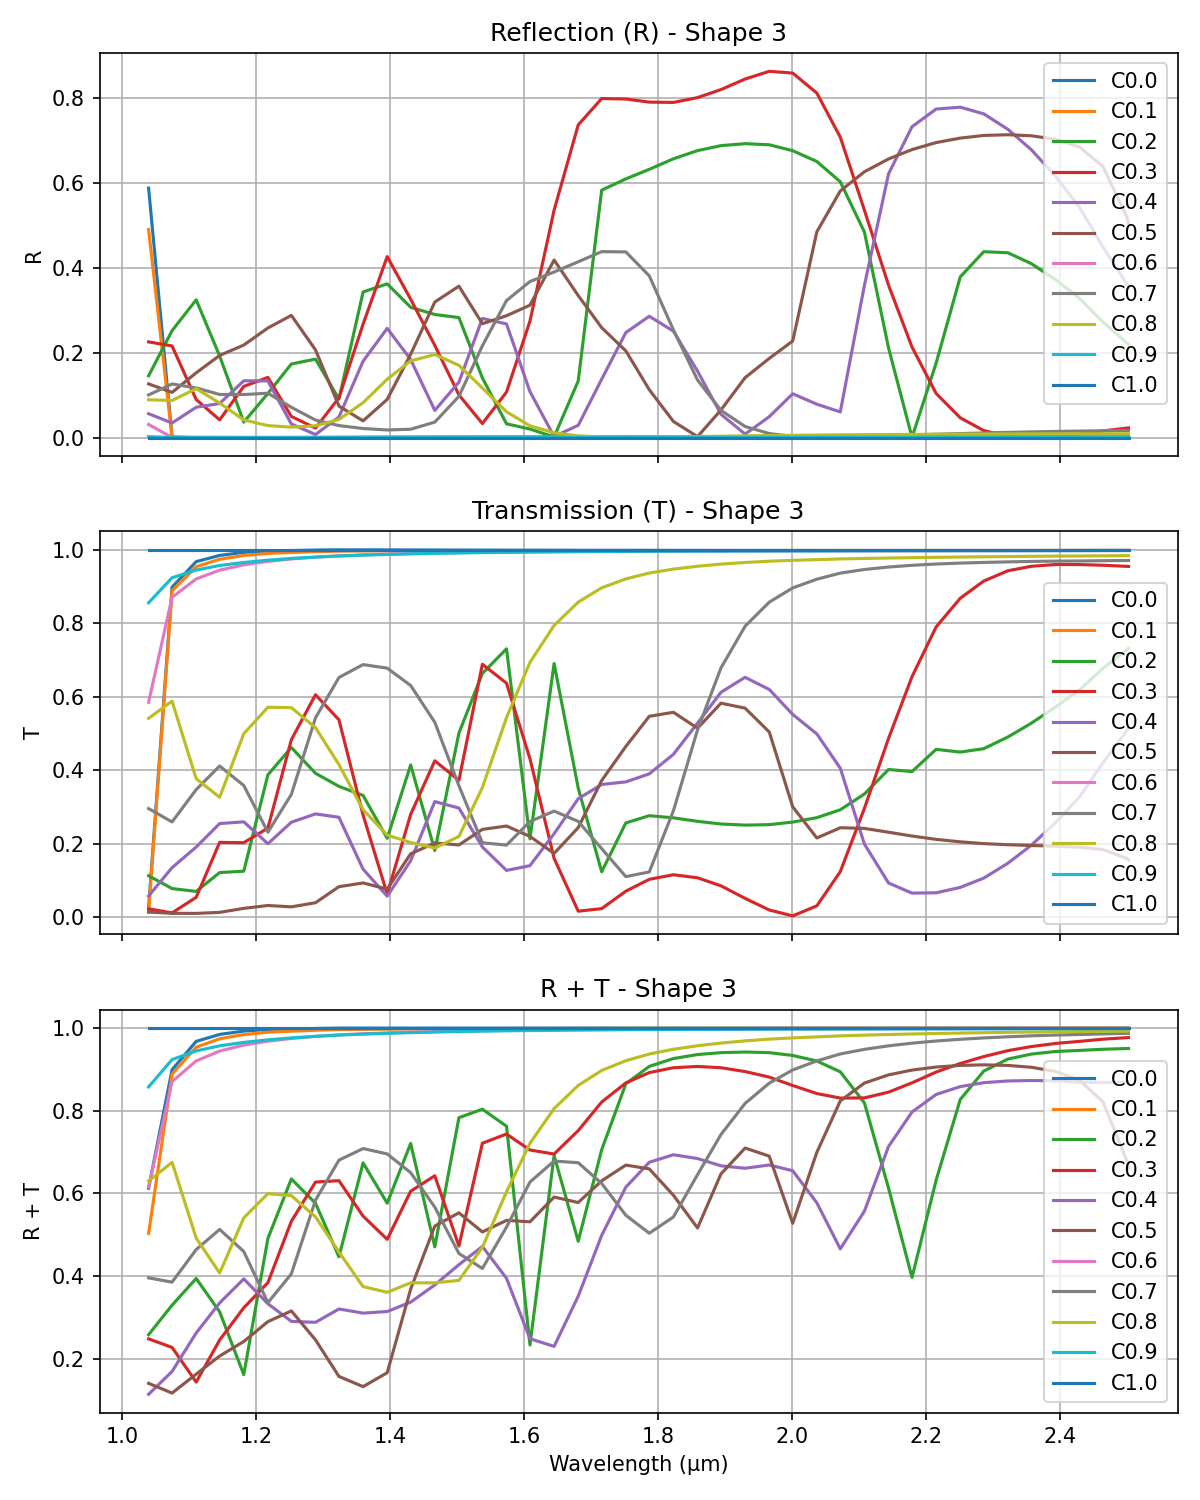 Reflection (R) - Shape 3
R
0.8
0.6
0.4
0.2
0.0
C0.0
C0.1
C0.2
C0.3
C0.4
C0.5
C0.6
C0.7
C0.8
C0.9
C1.0
Transmission (T) - Shape 3
T
1.0
0.8
0.6
0.4
0.2
0.0
C0.0
C0.1
C0.2
C0.3
C0.4
C0.5
C0.6
C0.7
C0.8
C0.9
C1.0
R + T - Shape 3
R + T
1.0
0.8
0.6
0.4
0.2
C0.0
C0.1
C0.2
C0.3
C0.4
C0.5
C0.6
C0.7
C0.8
C0.9
C1.0
1.0 1.2 1.4 1.6 1.8 2.0 2.2 2.4
Wavelength (μm)